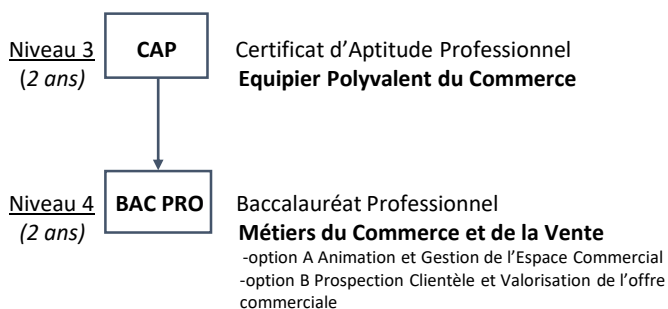 Niveau 3 CAP Certificat d’Aptitude Professionnel
(2 ans) Equipier Polyvalent du Commerce
Niveau 4 BAC PRO Baccalauréat Professionnel
(2 ans) Métiers du Commerce et de la Vente
-option A Animation et Gestion de l’Espace Commercial
-option B Prospection Clientèle et Valorisation de l’offre
commerciale